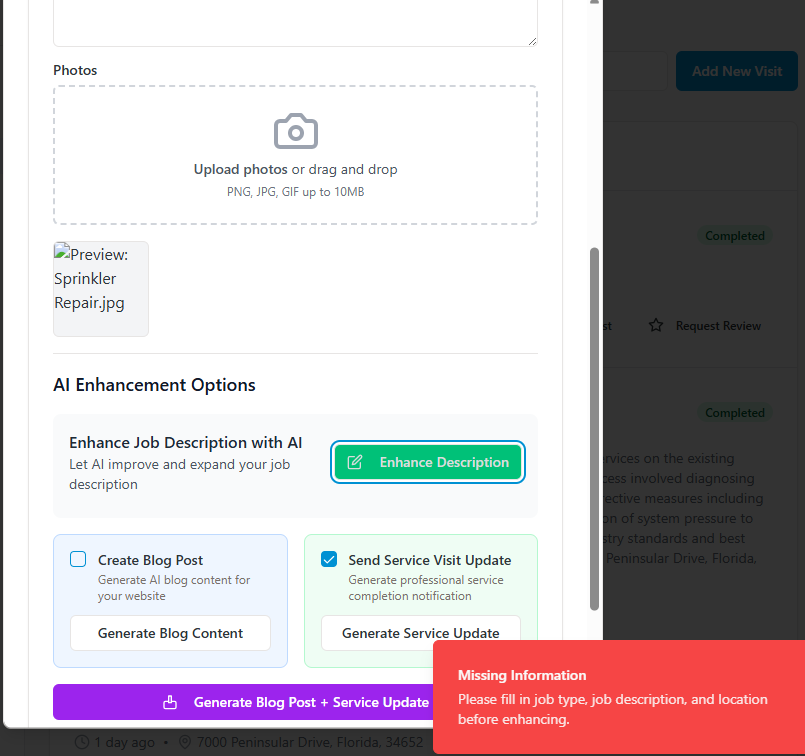 Photos
Add New Visit
Upload photos or drag and drop
PNG, JPG, GIF up to 10MB
Completed
Preview:
Sprinkler
Repair.jpg
st
Request Review
AI Enhancement Options
Completed
Enhance Job Description with AI
Let AI improve and expand your job
description
Enhance Description
rvices on the existing
cess involved diagnosing
ective measures including
on of system pressure to
stry standards and best
Peninsular Drive, Florida,
Create Blog Post
Generate AI blog content for
your website
Generate Blog Content
Send Service Visit Update
Generate professional service
completion notification
Generate Service Update
Generate Blog Post + Service Update
Missing Information
Please fill in job type, job description, and location
before enhancing.
1 day ago • 7000 Peninsular Drive, Florida, 34652